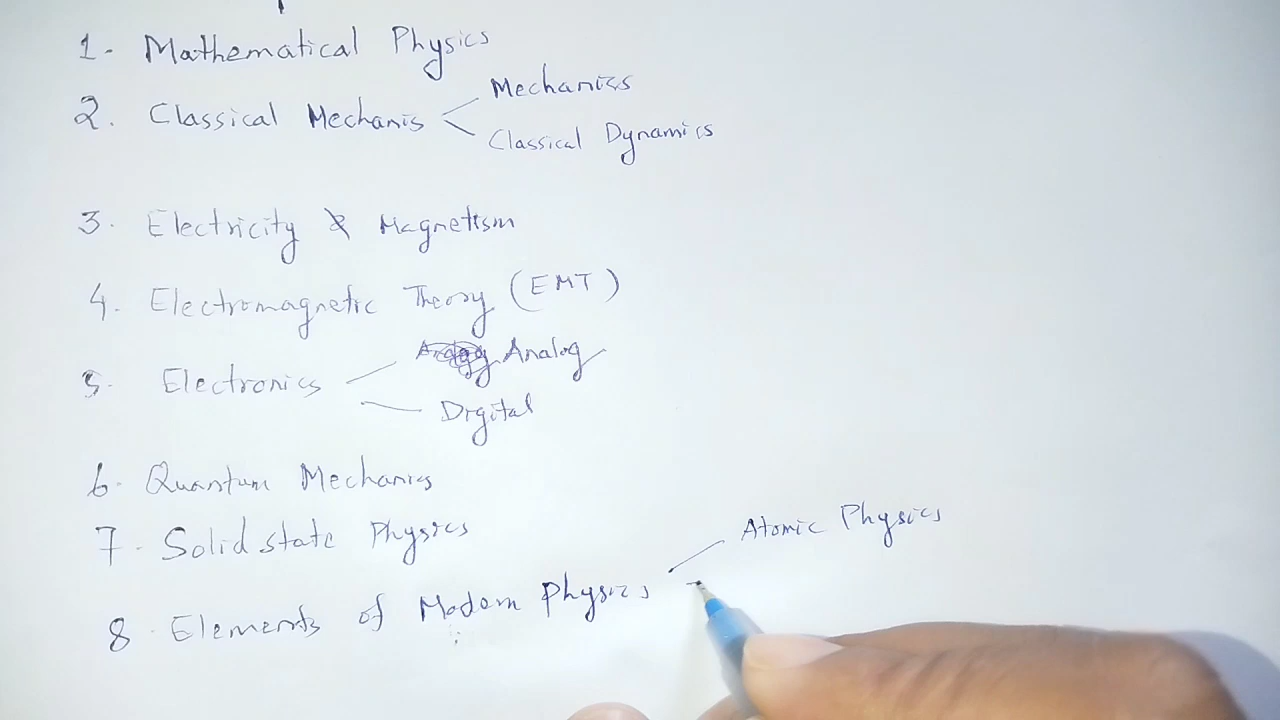 1. Mathematical Physics
2. Classical Mechanis
Mechanics
Classical Dynamics
3. Electricity & Magnetism
4. Electromagnetic Theory (EMT)
5. Electronics
Analog
Digital
6. Quantum Mechanics
7. Solid state Physics
8. Elements of Modern Physics
Atomic Physics